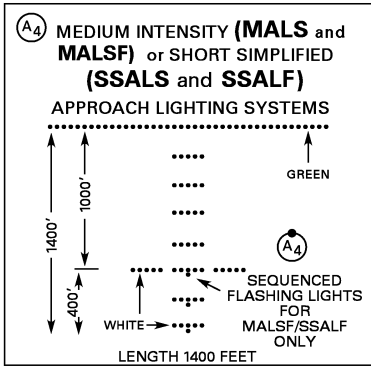 A4 MEDIUM INTENSITY (MALS and
MALSF) or SHORT SIMPLIFIED
(SSALS and SSALF)
APPROACH LIGHTING SYSTEMS
GREEN
1000'
1400'
A4
400'
SEQUENCED
FLASHING LIGHTS
FOR
MALSF/SSALF
ONLY
WHITE
LENGTH 1400 FEET